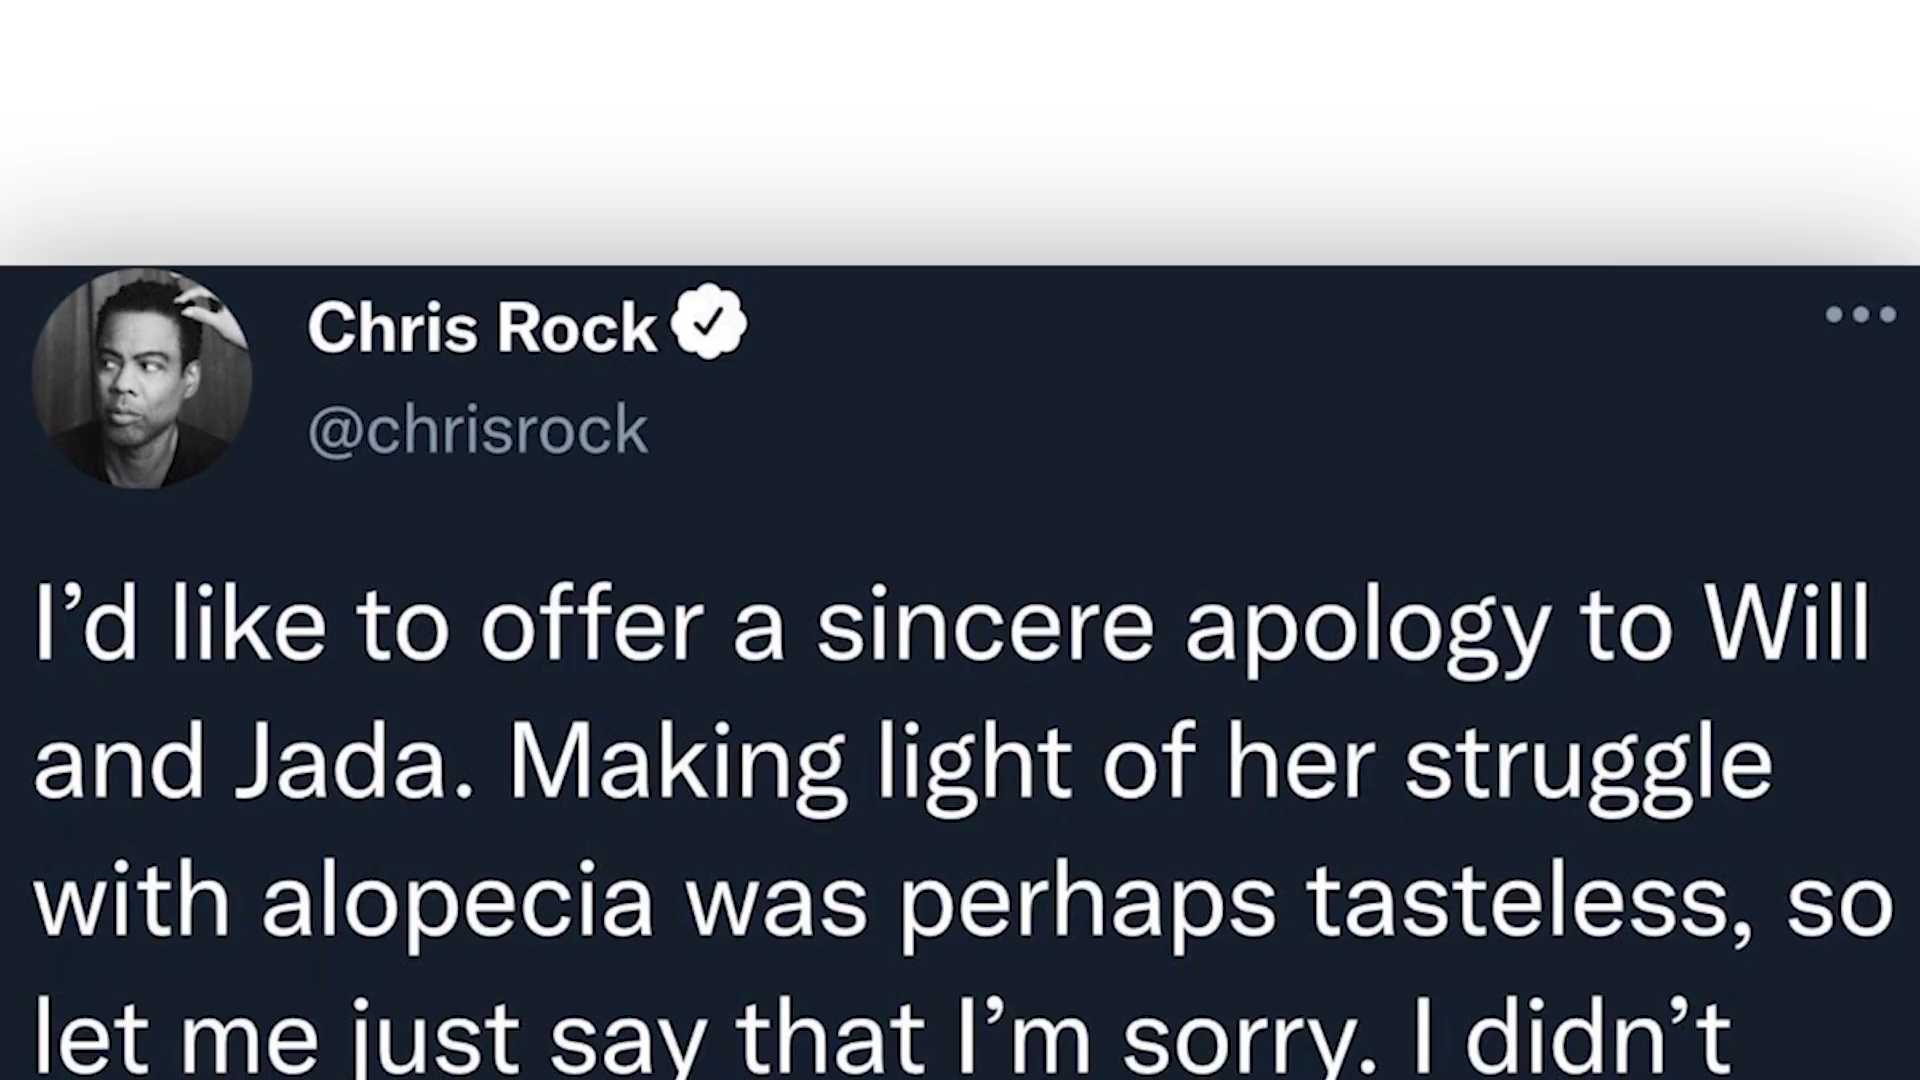 Chris Rock
@chrisrock
I’d like to offer a sincere apology to Will
and Jada. Making light of her struggle
with alopecia was perhaps tasteless, so
let me just say that I’m sorry. I didn’t